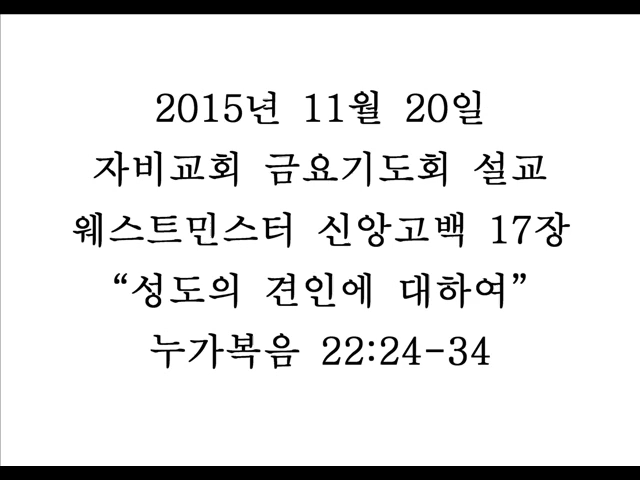 2015년 11월 20일
자비교회 금요기도회 설교
웨스트민스터 신앙고백 17장
“성도의 견인에 대하여”
누가복음 22:24-34